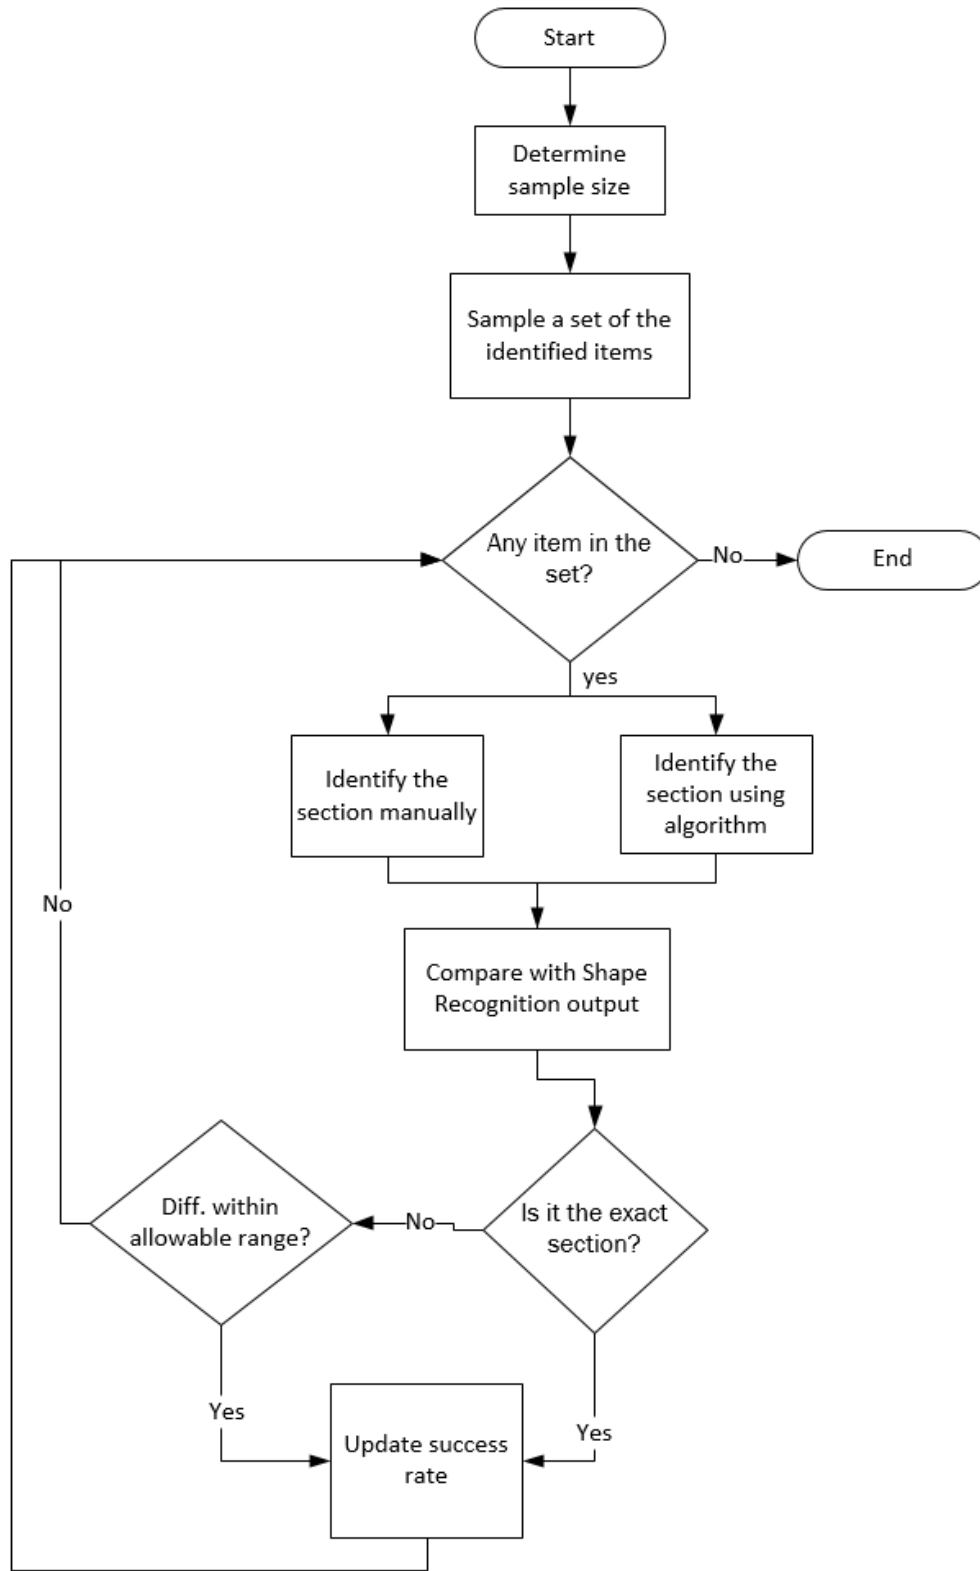 Start
Determine
sample size
Sample a set of the
identified items
Any item in the
set?
No
End
yes
Identify the
section manually
Identify the
section using
algorithm
No
Compare with Shape
Recognition output
Diff. within
allowable range?
No
Is it the exact
section?
Yes
Yes
Update success
rate